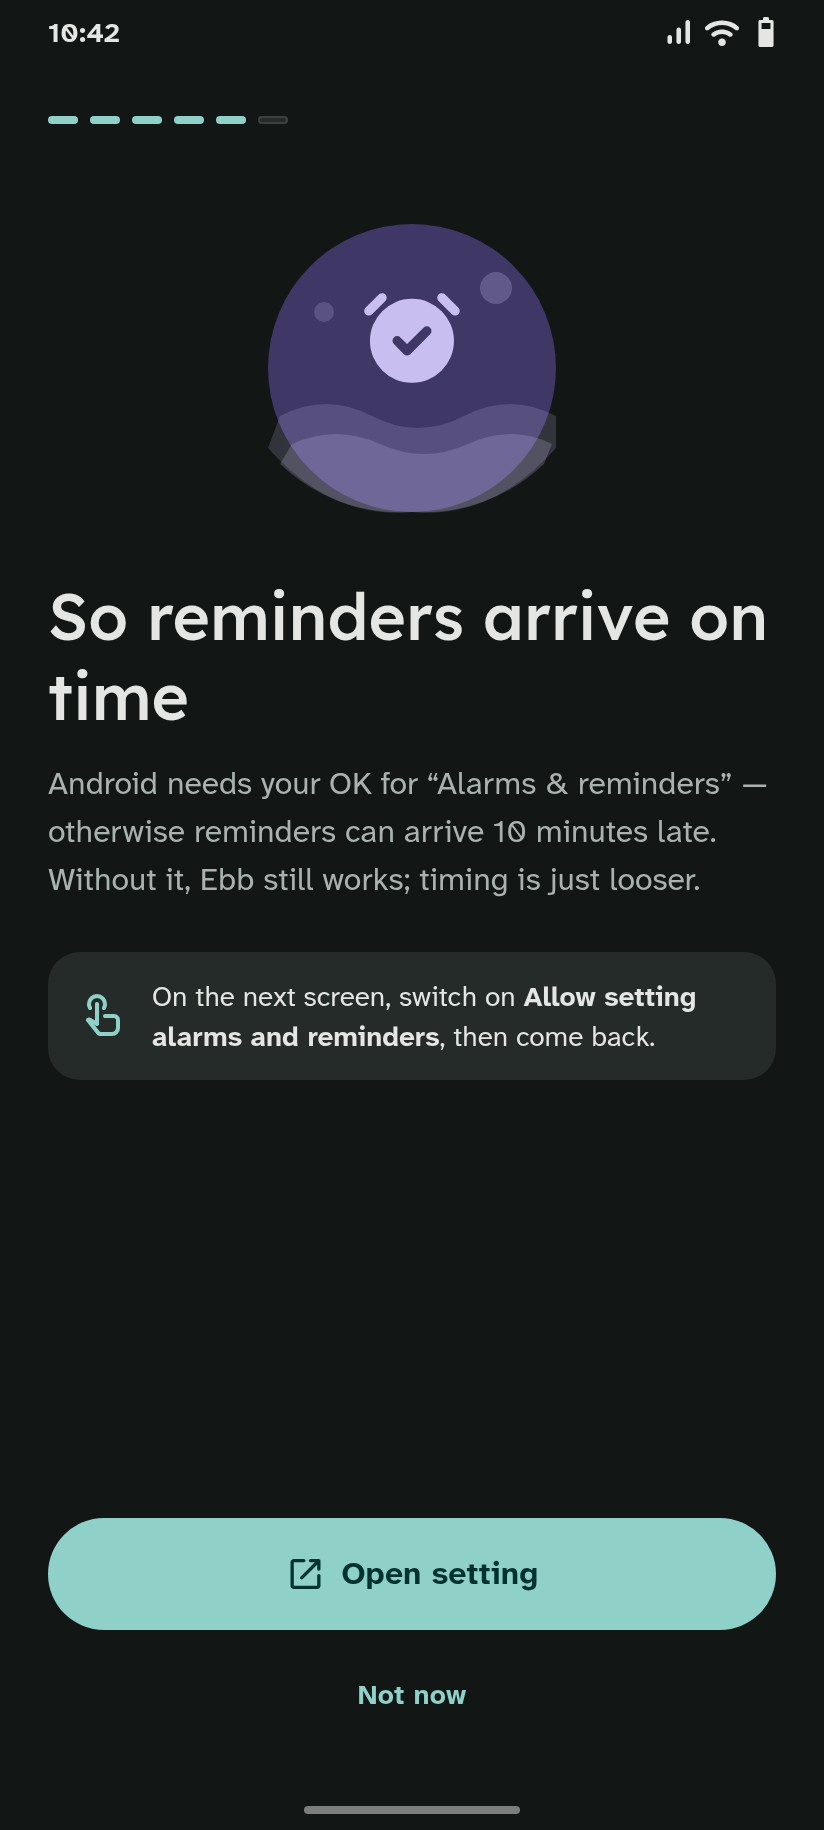 10:42
So reminders arrive on
time
Android needs your OK for “Alarms & reminders” —
otherwise reminders can arrive 10 minutes late.
Without it, Ebb still works; timing is just looser.
On the next screen, switch on Allow setting
alarms and reminders, then come back.
Open setting
Not now